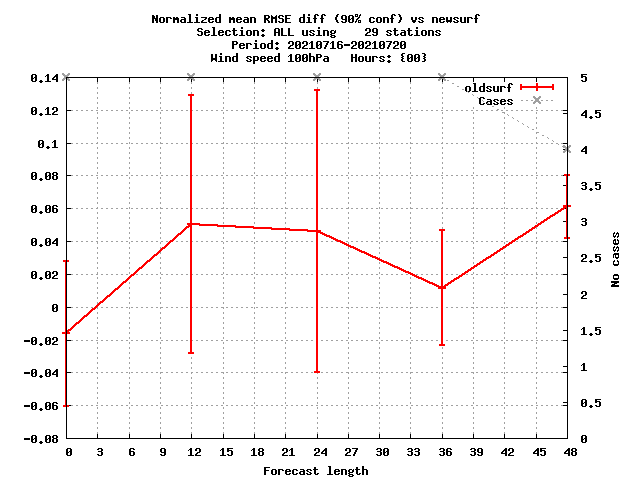 Normalized mean RMSE diff (90% conf) vs newsurf
Selection: ALL using    29 stations
Period: 20210716-20210720
Wind speed 100hPa   Hours: {00}
oldsurf
Cases
0.14
0.12
0.1
0.08
0.06
0.04
0.02
0
-0.02
-0.04
-0.06
-0.08
5
4.5
4
3.5
3
2.5
2
1.5
1
0.5
0
No cases
0 3 6 9 12 15 18 21 24 27 30 33 36 39 42 45 48
Forecast length